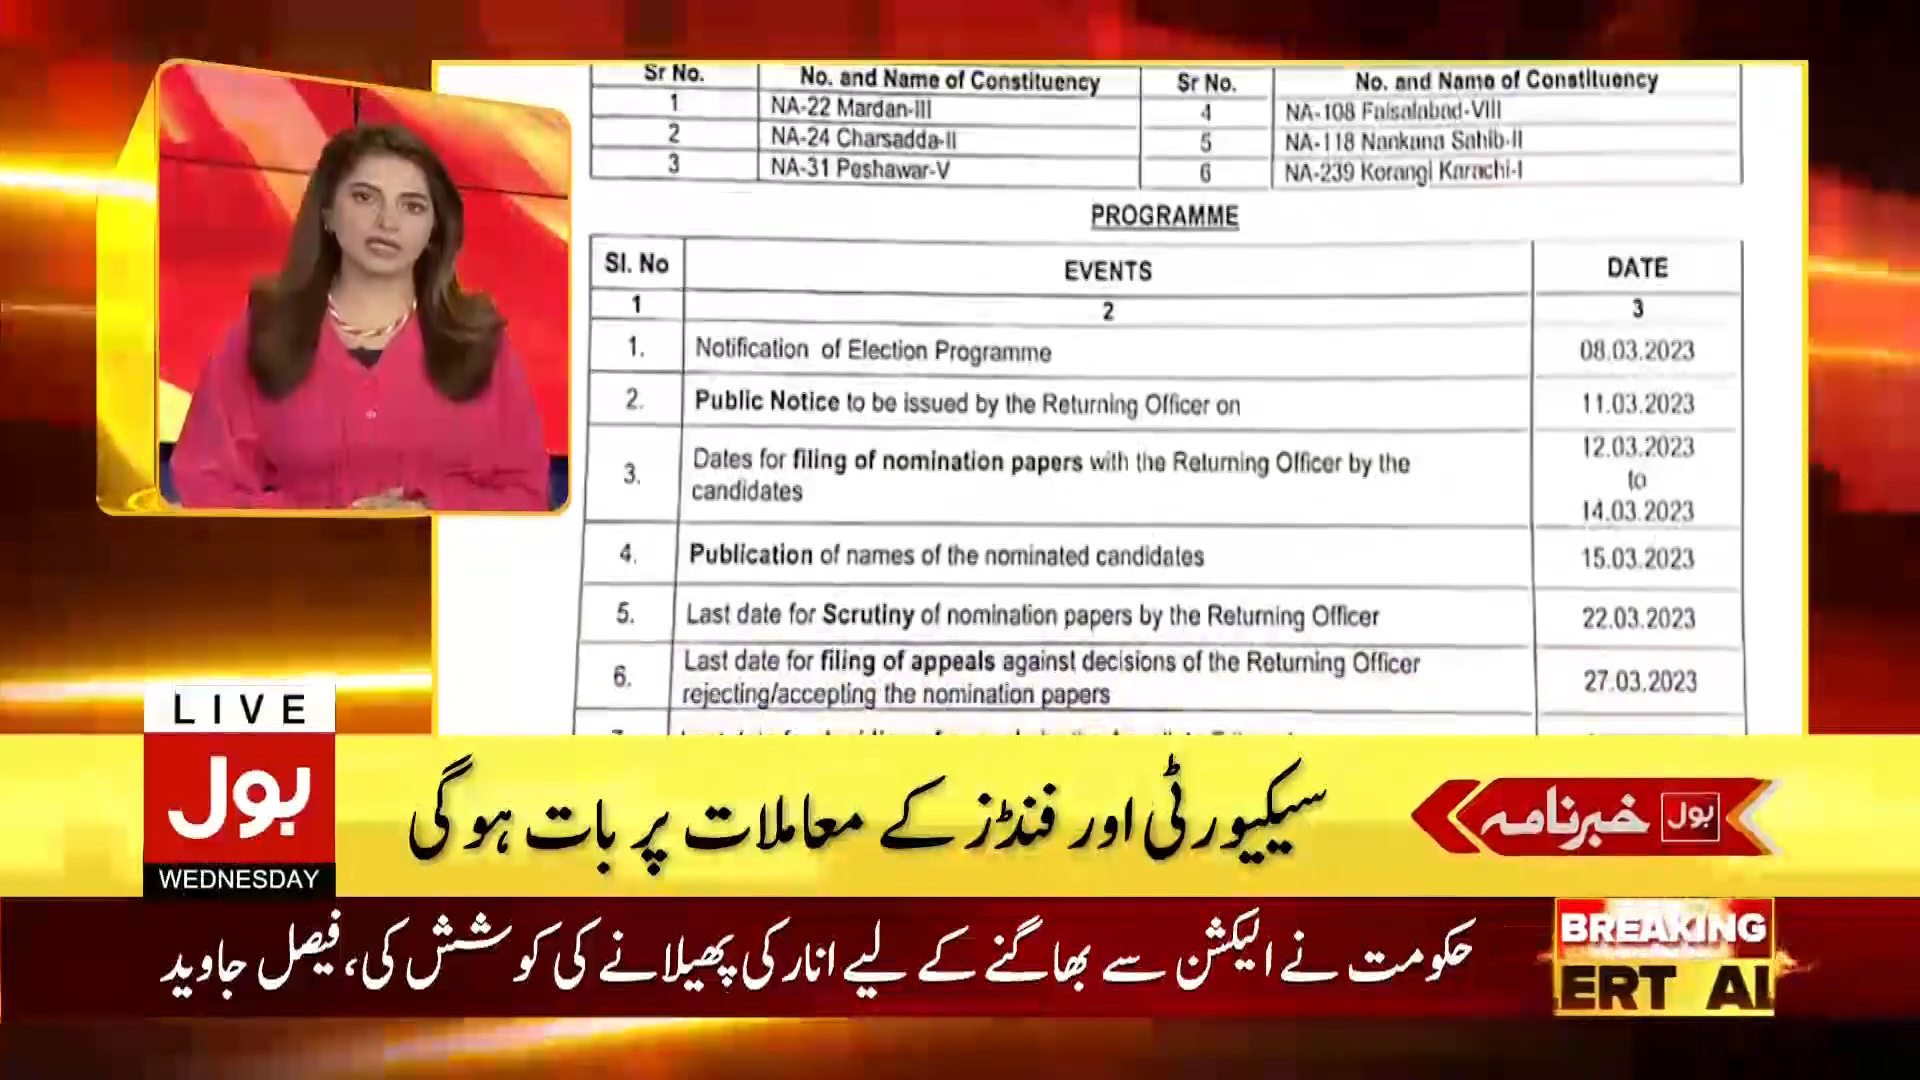 Sr No. No. and Name of Constituency Sr No. No. and Name of Constituency
1 NA-22 Mardan-III 4 NA-108 Faisalabad-VIII
2 NA-24 Charsadda-II 5 NA-118 Nankana Sahib-II
3 NA-31 Peshawar-V 6 NA-239 Korangi Karachi-I
PROGRAMME
Sl. No EVENTS DATE
1 2 3
1. Notification of Election Programme 08.03.2023
2. Public Notice to be issued by the Returning Officer on 11.03.2023
3. Dates for filing of nomination papers with the Returning Officer by the
candidates
12.03.2023
to
14.03.2023
4. Publication of names of the nominated candidates 15.03.2023
5. Last date for Scrutiny of nomination papers by the Returning Officer 22.03.2023
6. Last date for filing of appeals against decisions of the Returning Officer
rejecting/accepting the nomination papers
27.03.2023
LIVE
بول
WEDNESDAY
سیکیورٹی اور فنڈز کے معاملات پر بات ہوگی
بول خبرنامہ
حکومت نے الیکشن سے بھاگنے کے لیے انارکی پھیلانے کی کوشش کی، فیصل جاوید
BREAKING
ERT AL